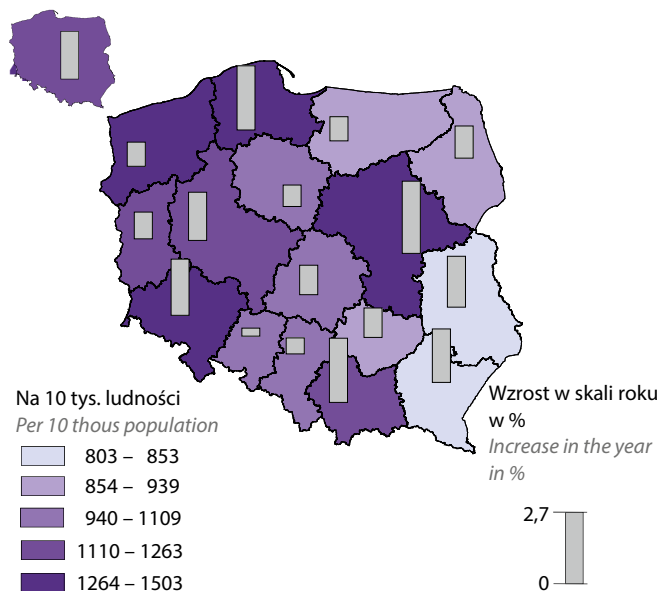 Na 10 tys. ludności
Per 10 thous population
803 – 853
854 – 939
940 – 1109
1110 – 1263
1264 – 1503
Wzrost w skali roku
w %
Increase in the year
in %
2,7
0